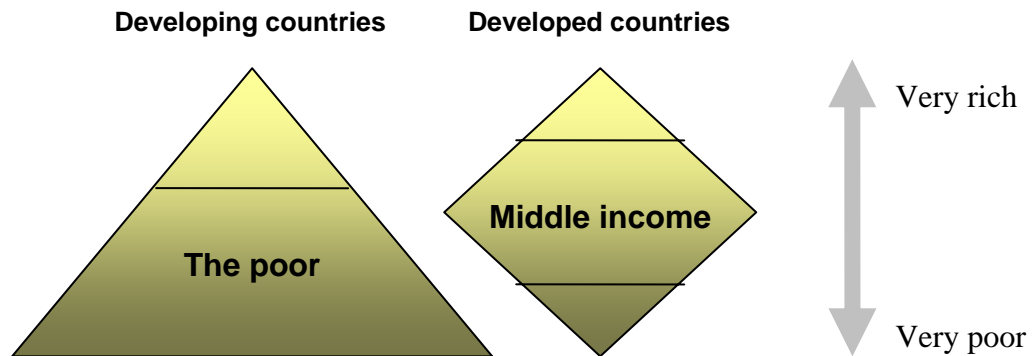 Developing countries
Developed countries
Very rich
Middle income
The poor
Very poor